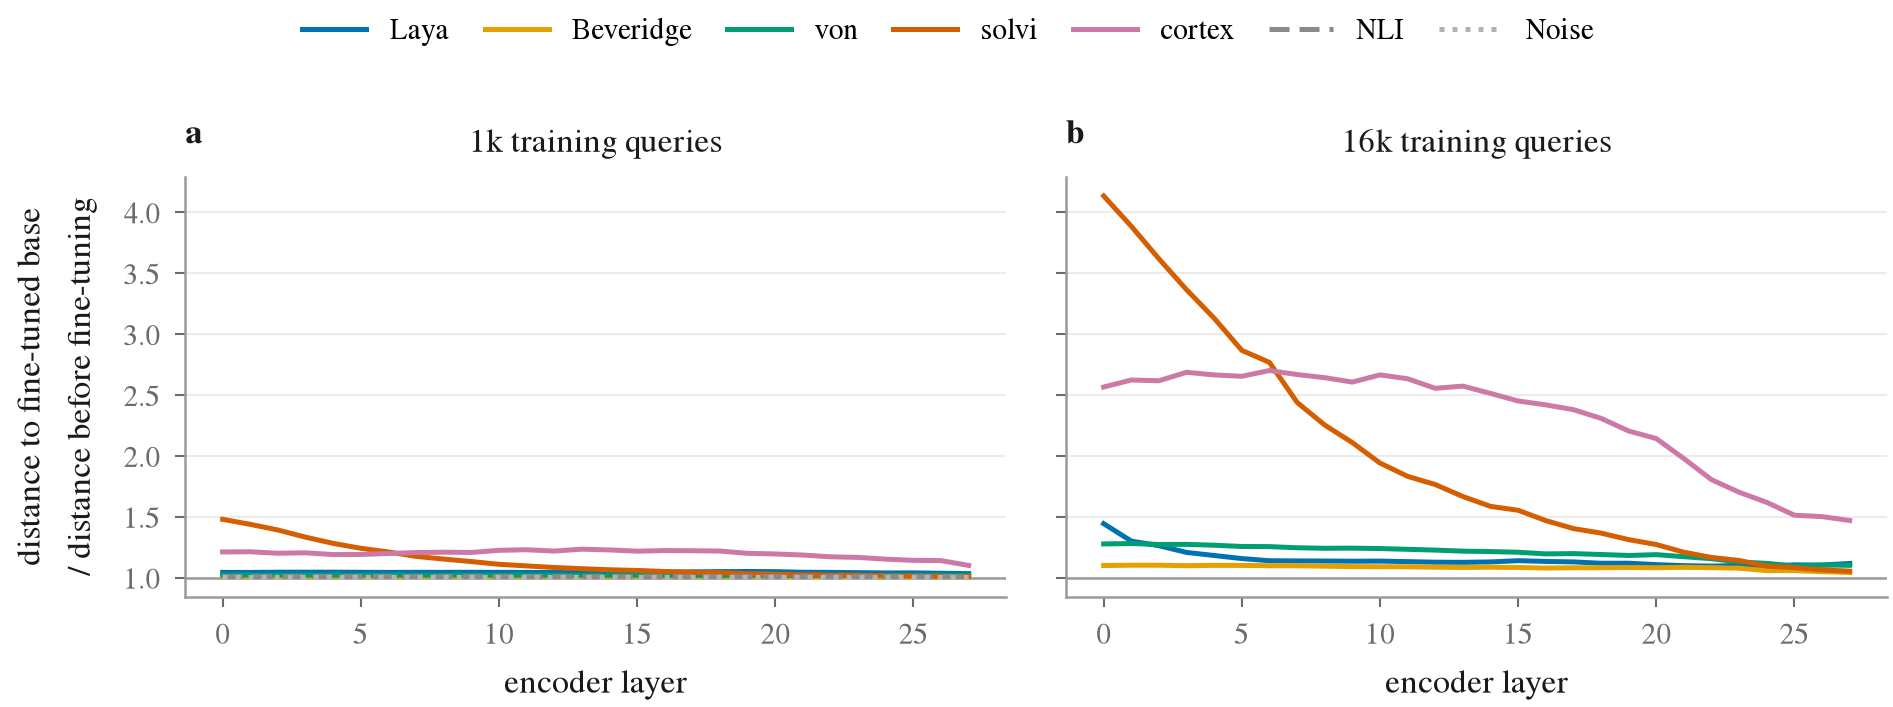 Laya Beveridge von solvi cortex NLI Noise
a 1k training queries
b 16k training queries
distance to fine-tuned base
/ distance before fine-tuning
4.0
3.5
3.0
2.5
2.0
1.5
1.0
0 5 10 15 20 25
0 5 10 15 20 25
encoder layer
encoder layer